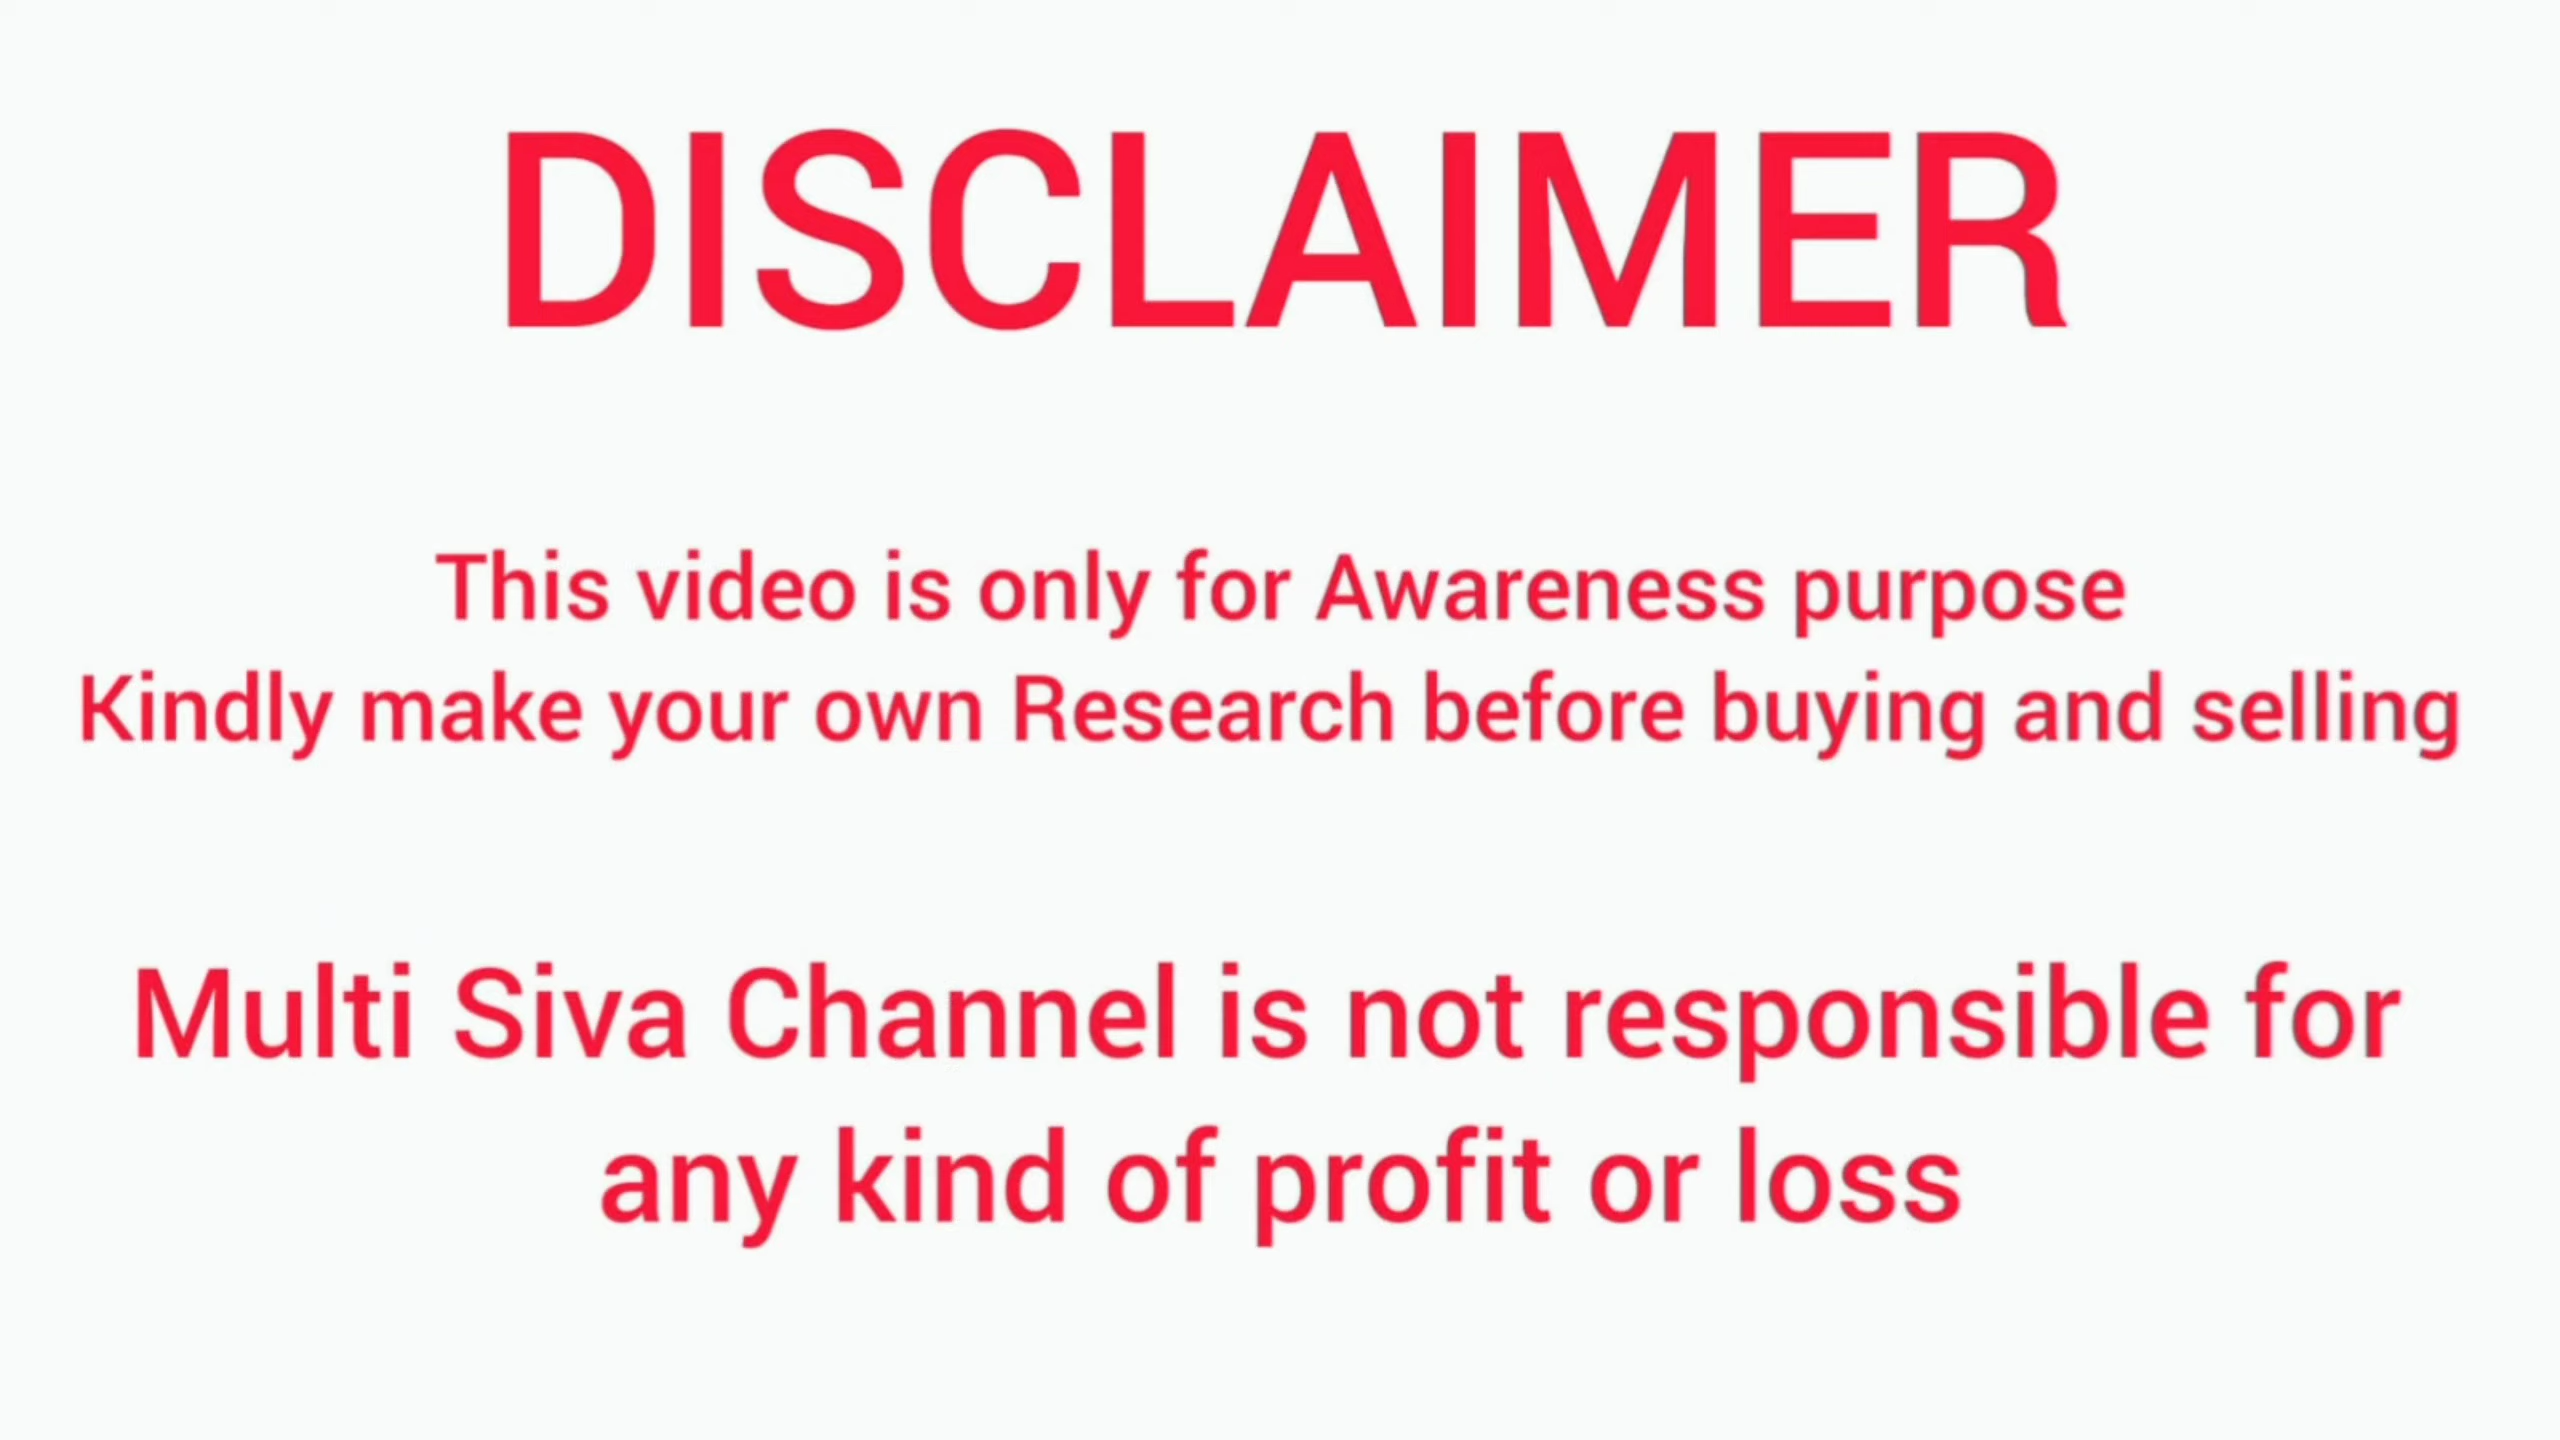 DISCLAIMER
This video is only for Awareness purpose
Kindly make your own Research before buying and selling
Multi Siva Channel is not responsible for
any kind of profit or loss